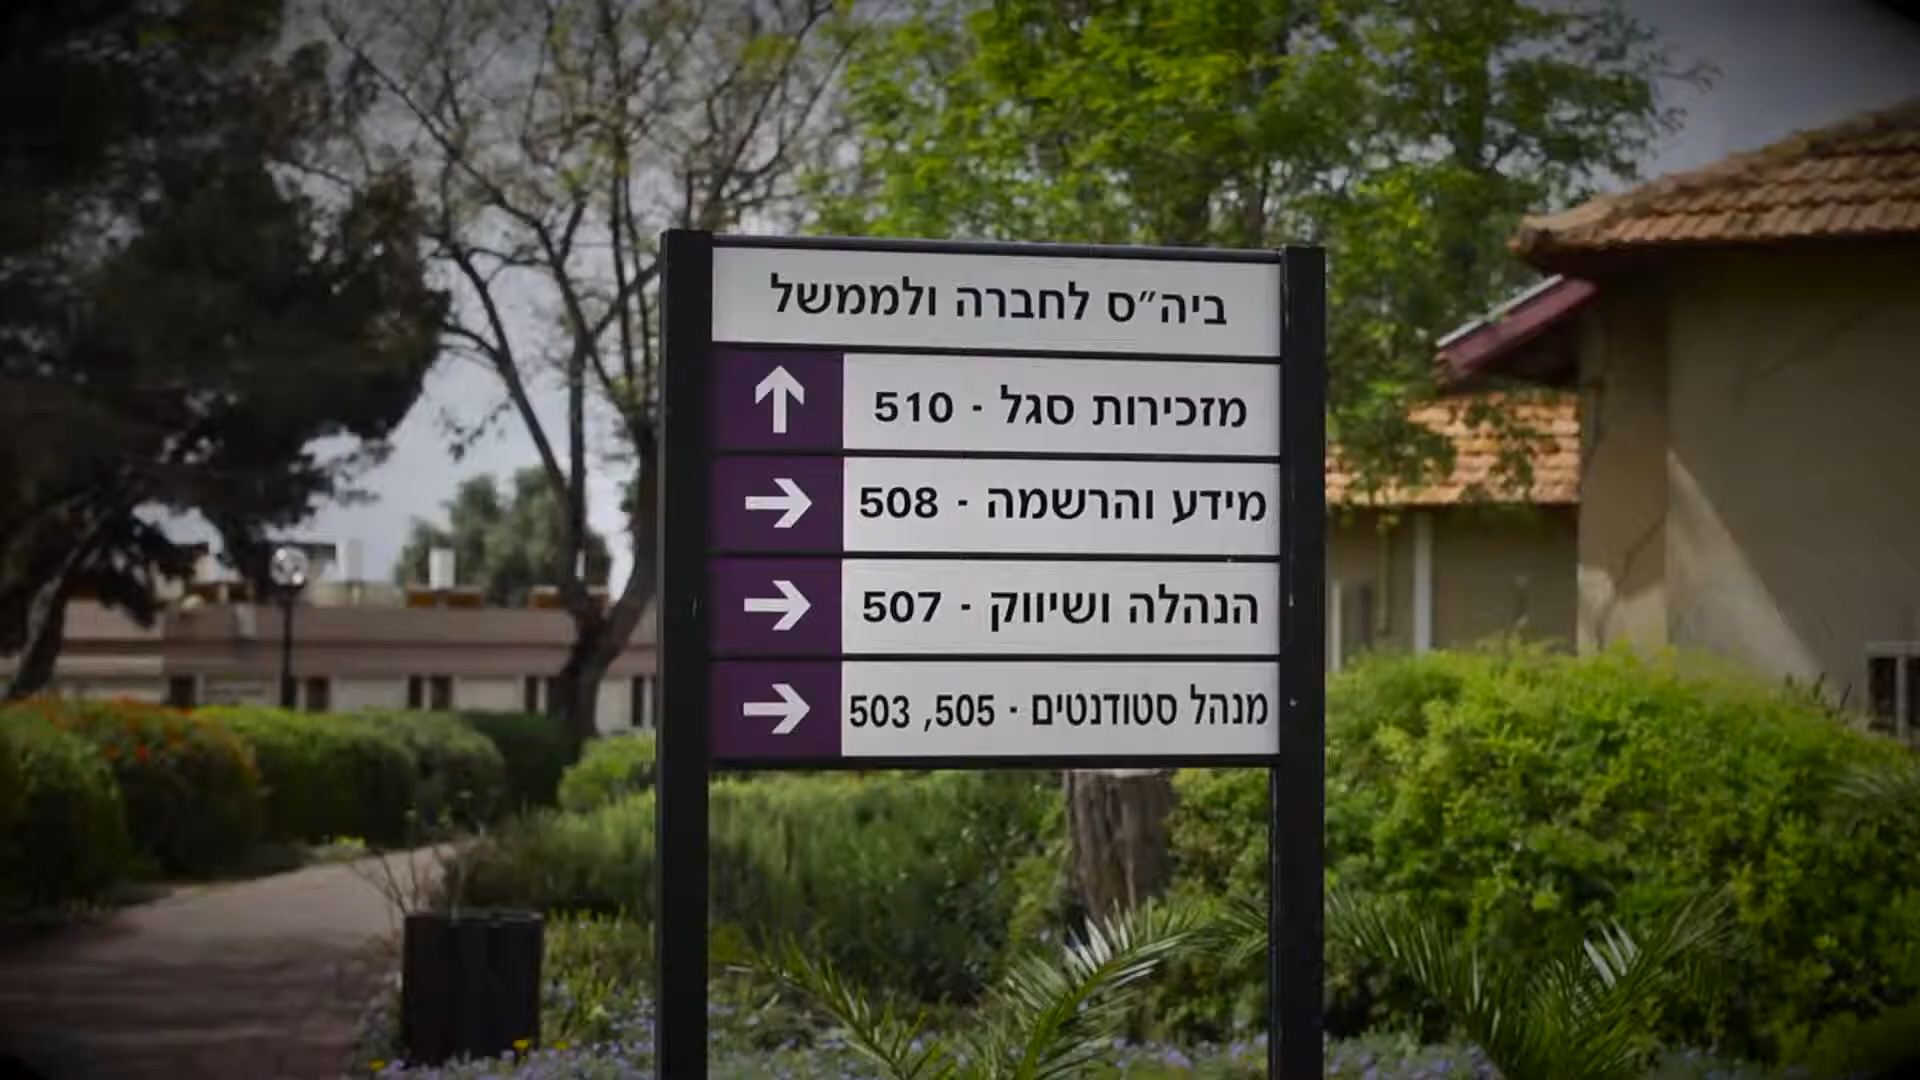 ביה״ס לחברה ולממשל
מזכירות סגל - 510
מידע והרשמה - 508
הנהלה ושיווק - 507
מנהל סטודנטים - 505, 503